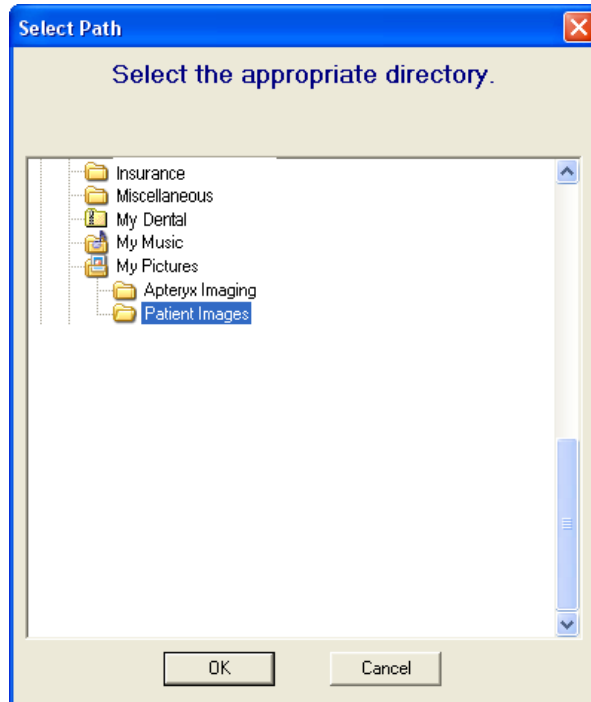 Select Path
Select the appropriate directory.
Insurance
Miscellaneous
My Dental
My Music
My Pictures
Apteryx Imaging
Patient Images
OK
Cancel